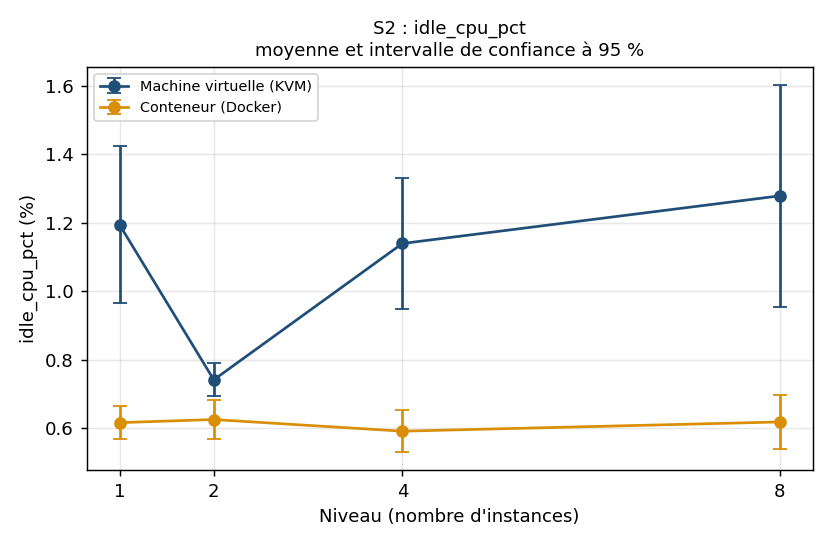 S2 : idle_cpu_pct
moyenne et intervalle de confiance à 95 %
Machine virtuelle (KVM)
Conteneur (Docker)
idle_cpu_pct (%)
1.6
1.4
1.2
1.0
0.8
0.6
1 2 4 8
Niveau (nombre d'instances)